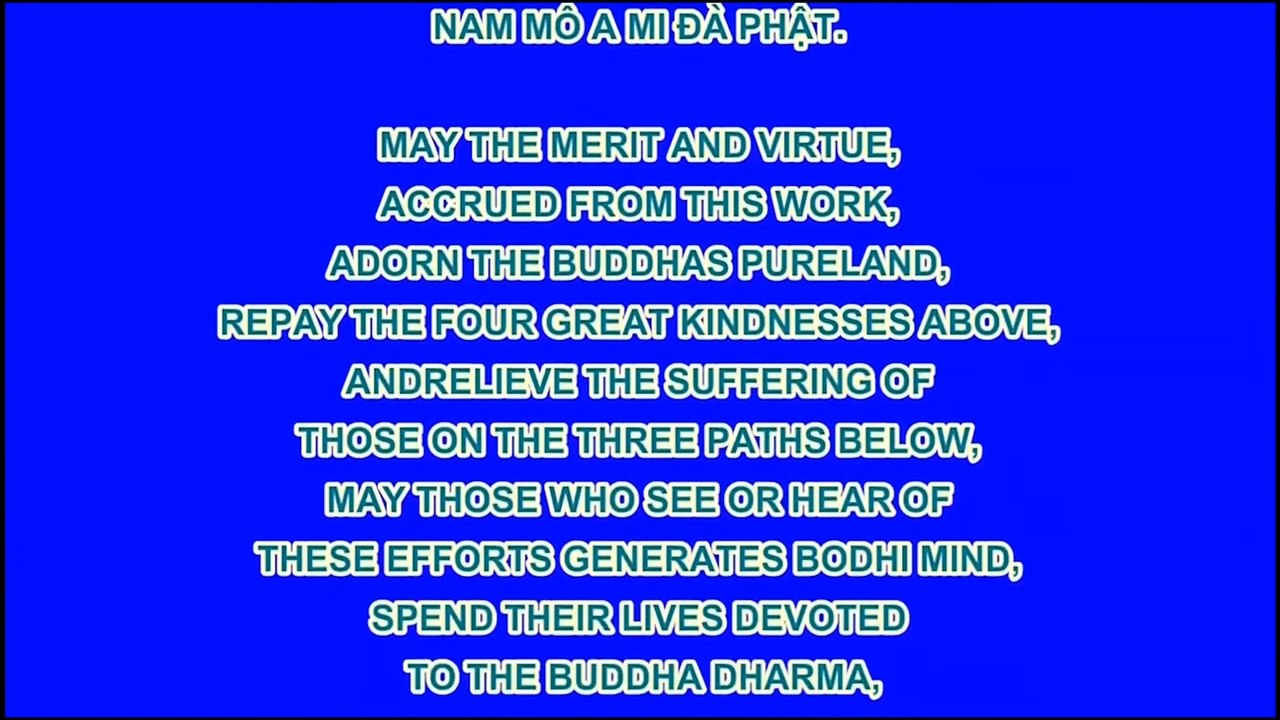 NAM MÔ A MI ĐÀ PHẬT.
MAY THE MERIT AND VIRTUE,
ACCRUED FROM THIS WORK,
ADORN THE BUDDHAS PURELAND,
REPAY THE FOUR GREAT KINDNESSES ABOVE,
ANDRELIEVE THE SUFFERING OF
THOSE ON THE THREE PATHS BELOW,
MAY THOSE WHO SEE OR HEAR OF
THESE EFFORTS GENERATES BODHI MIND,
SPEND THEIR LIVES DEVOTED
TO THE BUDDHA DHARMA,